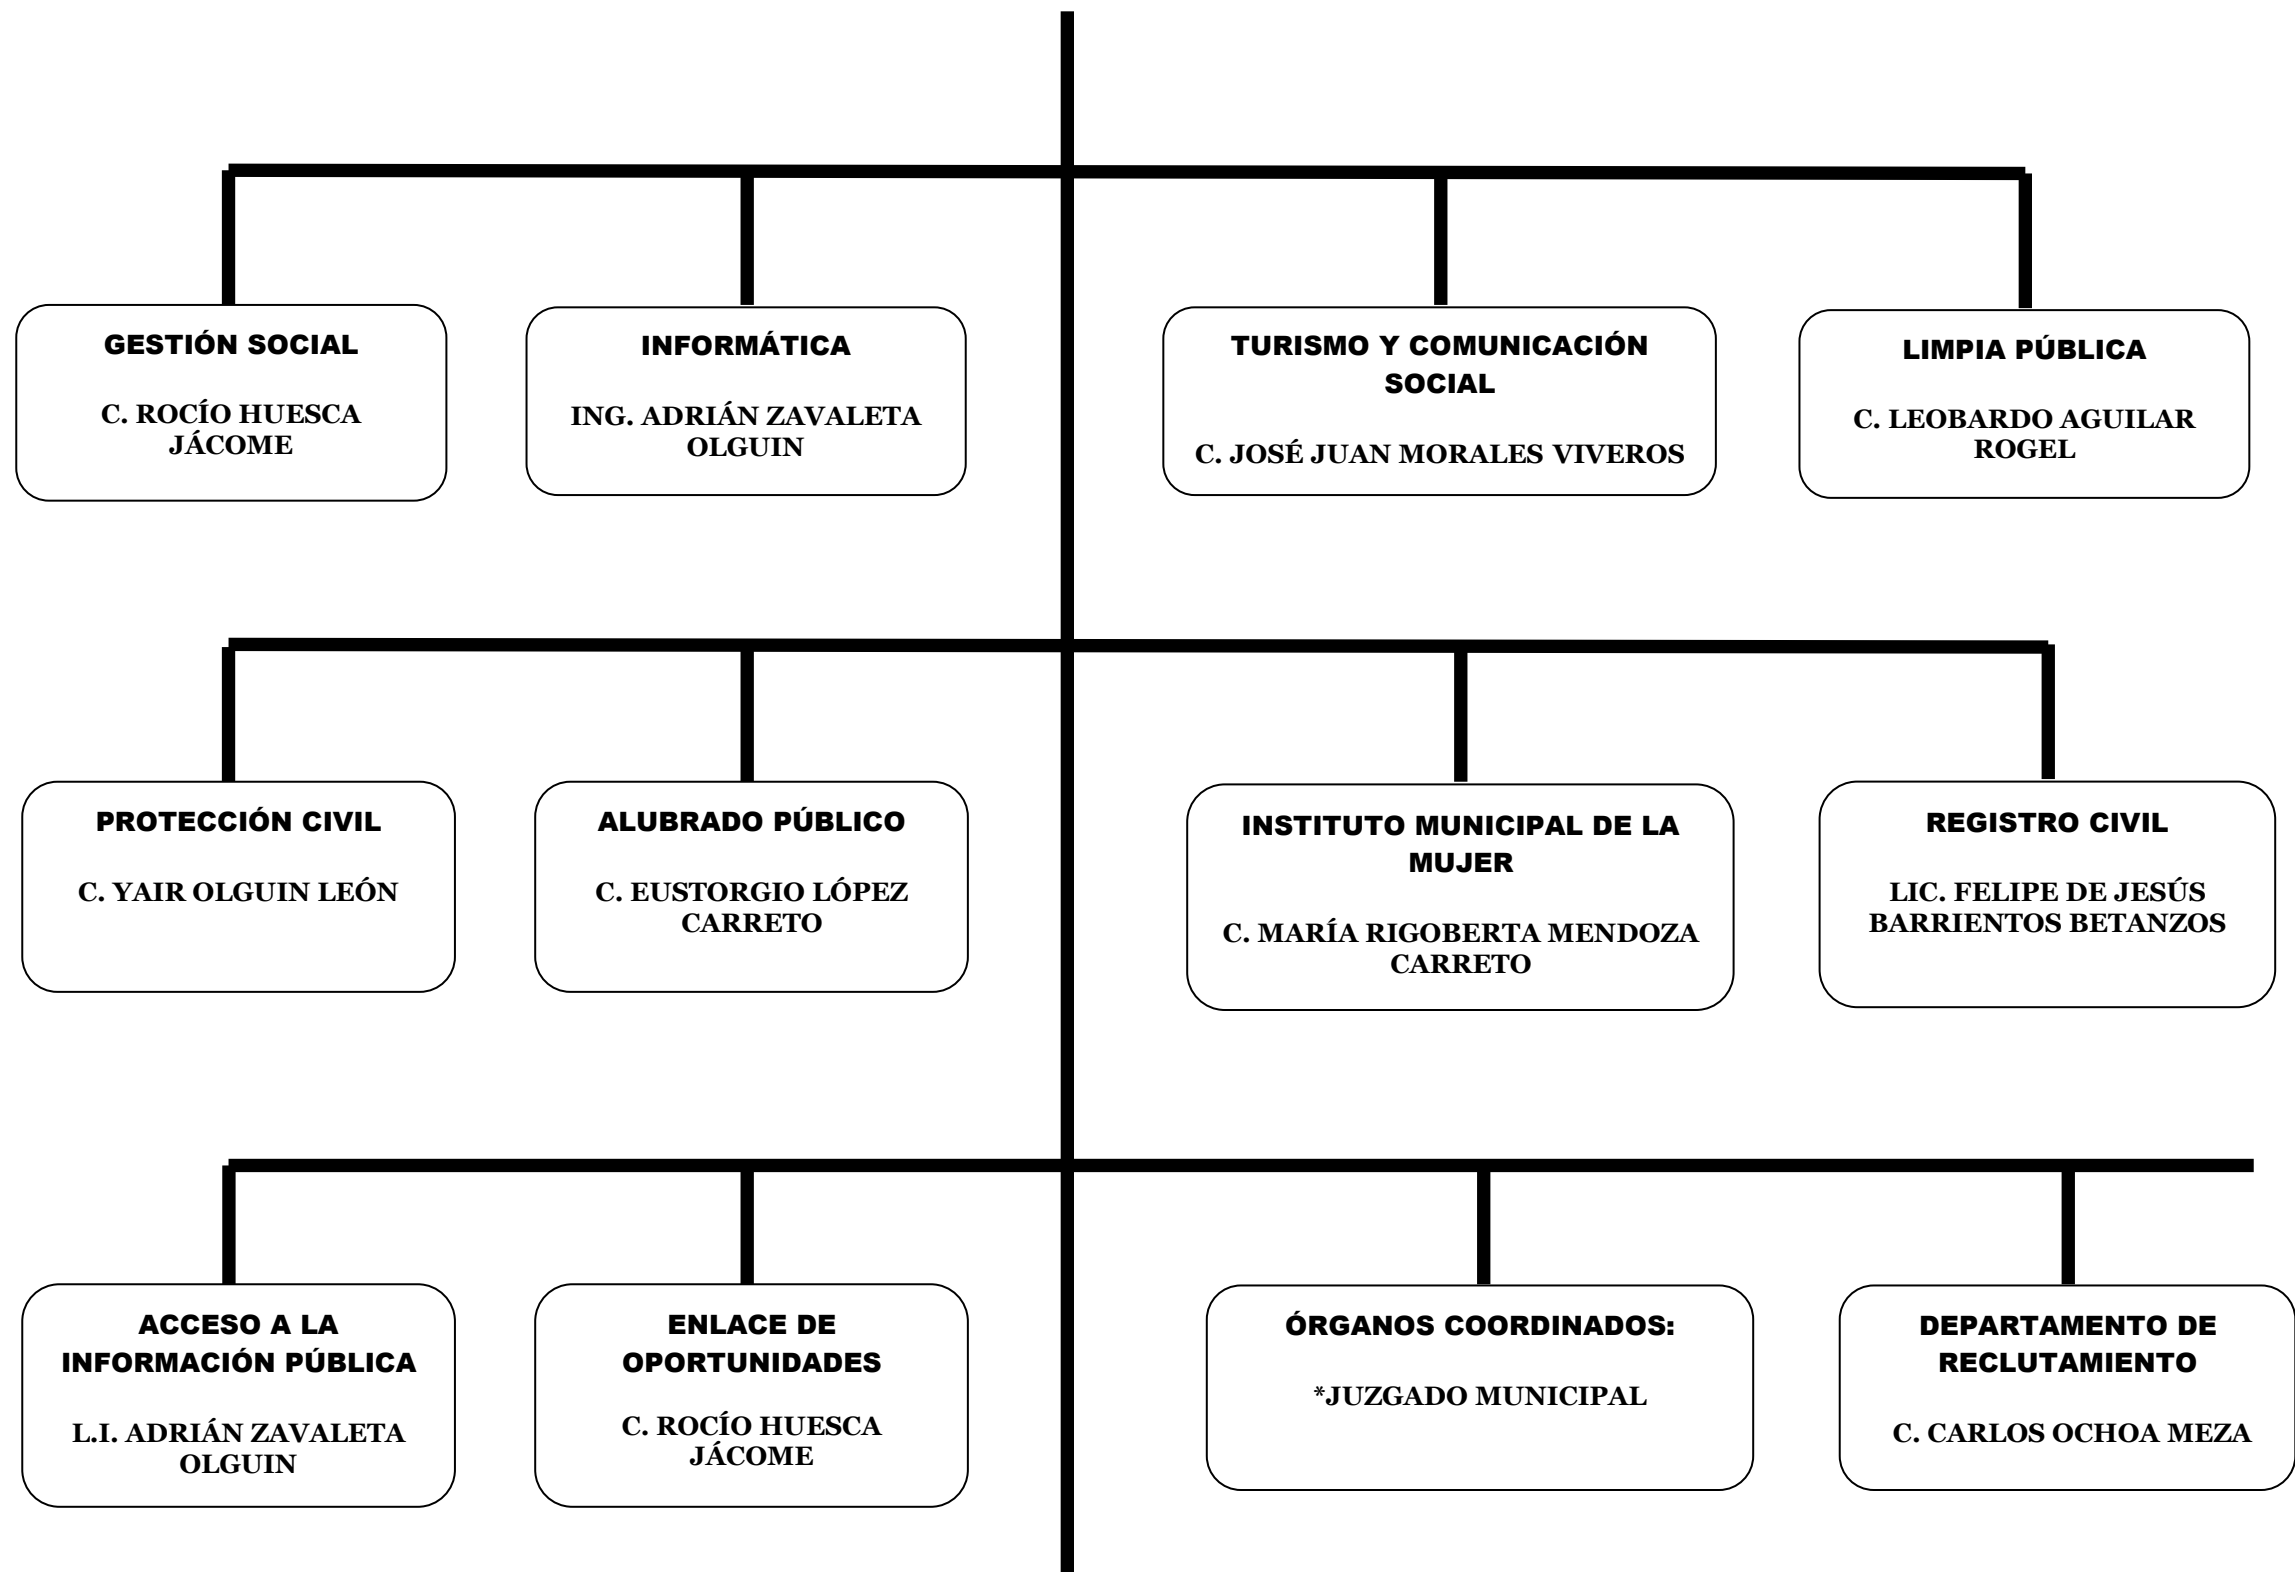 GESTIÓN SOCIAL
C. ROCÍO HUESCA
JÁCOME
INFORMÁTICA
ING. ADRIÁN ZAVALETA
OLGUIN
TURISMO Y COMUNICACIÓN
SOCIAL
C. JOSÉ JUAN MORALES VIVEROS
LIMPIA PÚBLICA
C. LEOBARDO AGUILAR
ROGEL
PROTECCIÓN CIVIL
C. YAIR OLGUIN LEÓN
ALUBRADO PÚBLICO
C. EUSTORGIO LÓPEZ
CARRETO
INSTITUTO MUNICIPAL DE LA
MUJER
C. MARÍA RIGOBERTA MENDOZA
CARRETO
REGISTRO CIVIL
LIC. FELIPE DE JESÚS
BARRIENTOS BETANZOS
ACCESO A LA
INFORMACIÓN PÚBLICA
L.I. ADRIÁN ZAVALETA
OLGUIN
ENLACE DE
OPORTUNIDADES
C. ROCÍO HUESCA
JÁCOME
ÓRGANOS COORDINADOS:
*JUZGADO MUNICIPAL
DEPARTAMENTO DE
RECLUTAMIENTO
C. CARLOS OCHOA MEZA